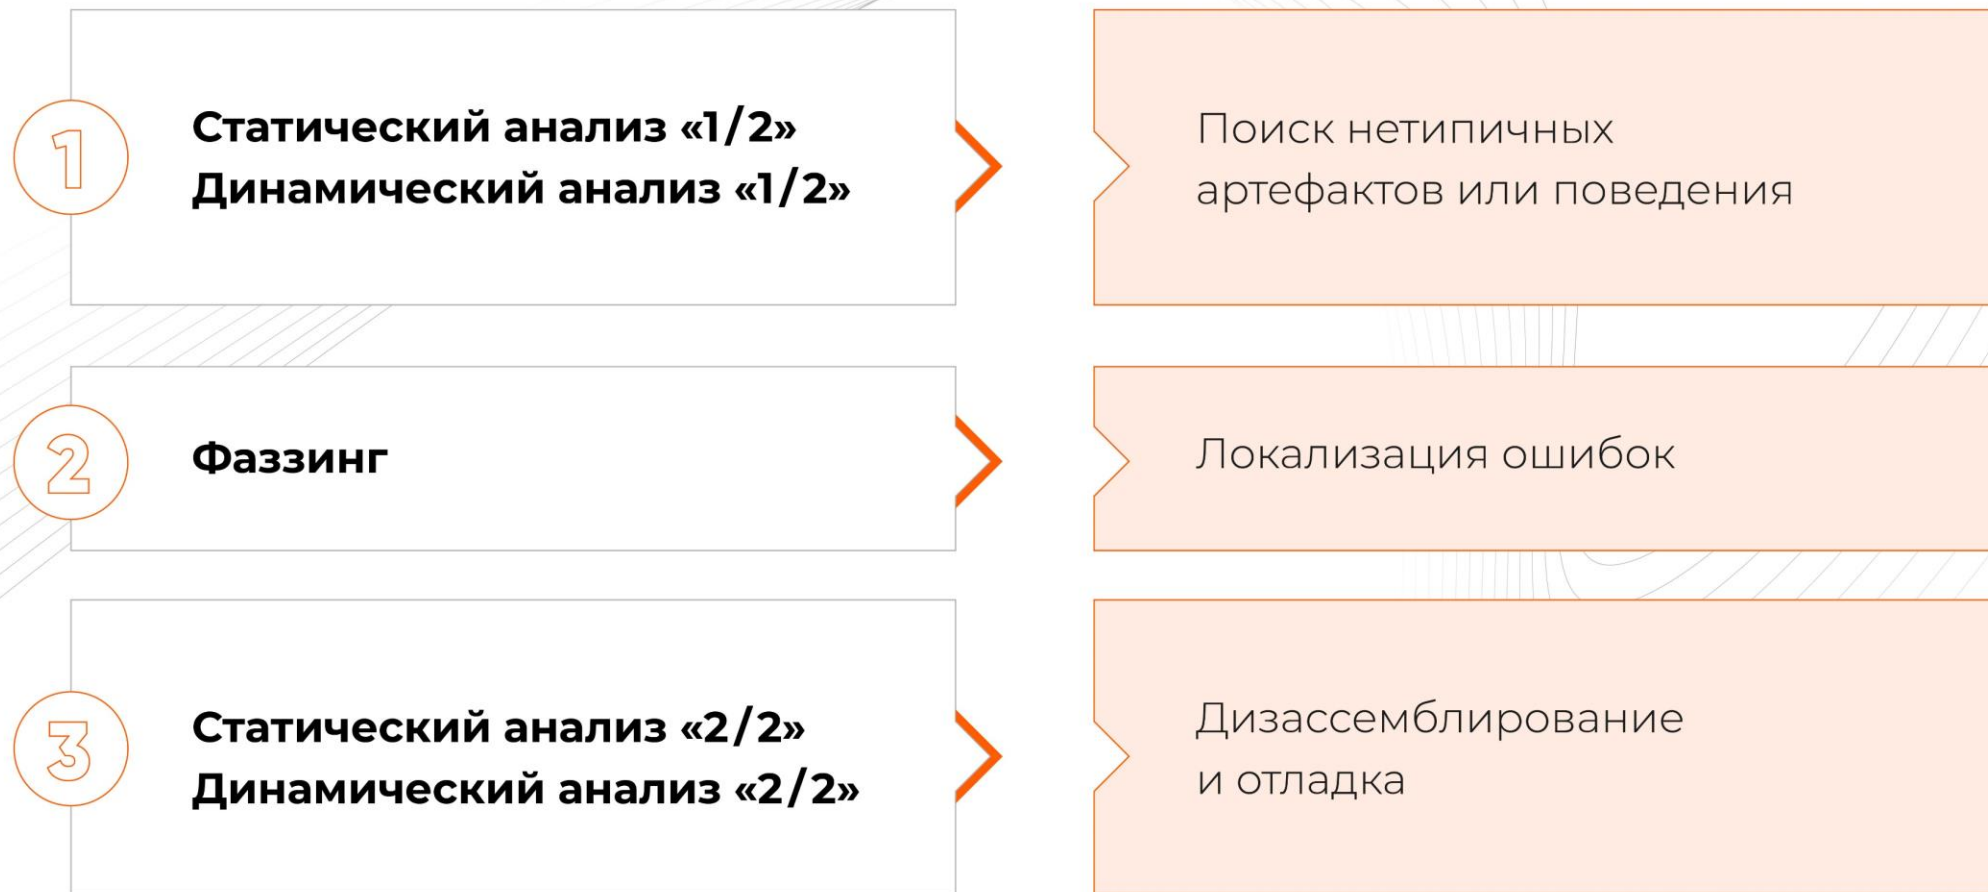 1
Статический анализ «1/2»
Динамический анализ «1/2»
Поиск нетипичных
артефактов или поведения
2
Фаззинг
Локализация ошибок
3
Статический анализ «2/2»
Динамический анализ «2/2»
Дизассемблирование
и отладка